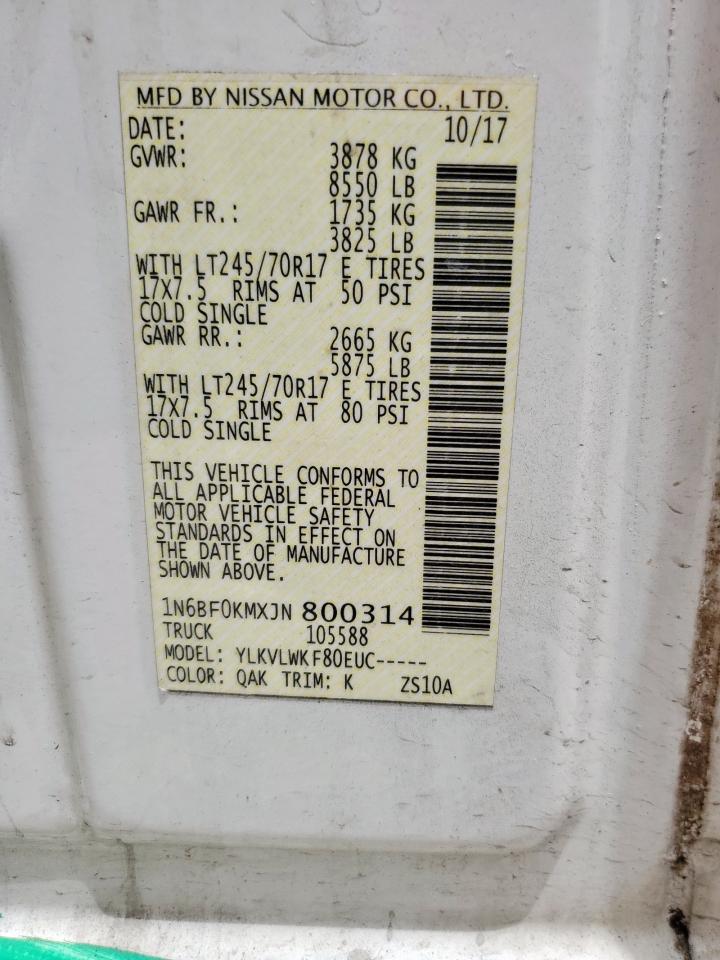 MFD BY NISSAN MOTOR CO., LTD.
DATE: 10/17
GVWR: 3878 KG
8550 LB
GAWR FR.: 1735 KG
3825 LB
WITH LT245/70R17 E TIRES
17X7.5 RIMS AT 50 PSI
COLD SINGLE
GAWR RR.: 2665 KG
5875 LB
WITH LT245/70R17 E TIRES
17X7.5 RIMS AT 80 PSI
COLD SINGLE
THIS VEHICLE CONFORMS TO
ALL APPLICABLE FEDERAL
MOTOR VEHICLE SAFETY
STANDARDS IN EFFECT ON
THE DATE OF MANUFACTURE
SHOWN ABOVE.
1N6BF0KMXJN 800314
TRUCK 105588
MODEL: YLKVLWKF80EUC-----
COLOR: QAK TRIM: K ZS10A